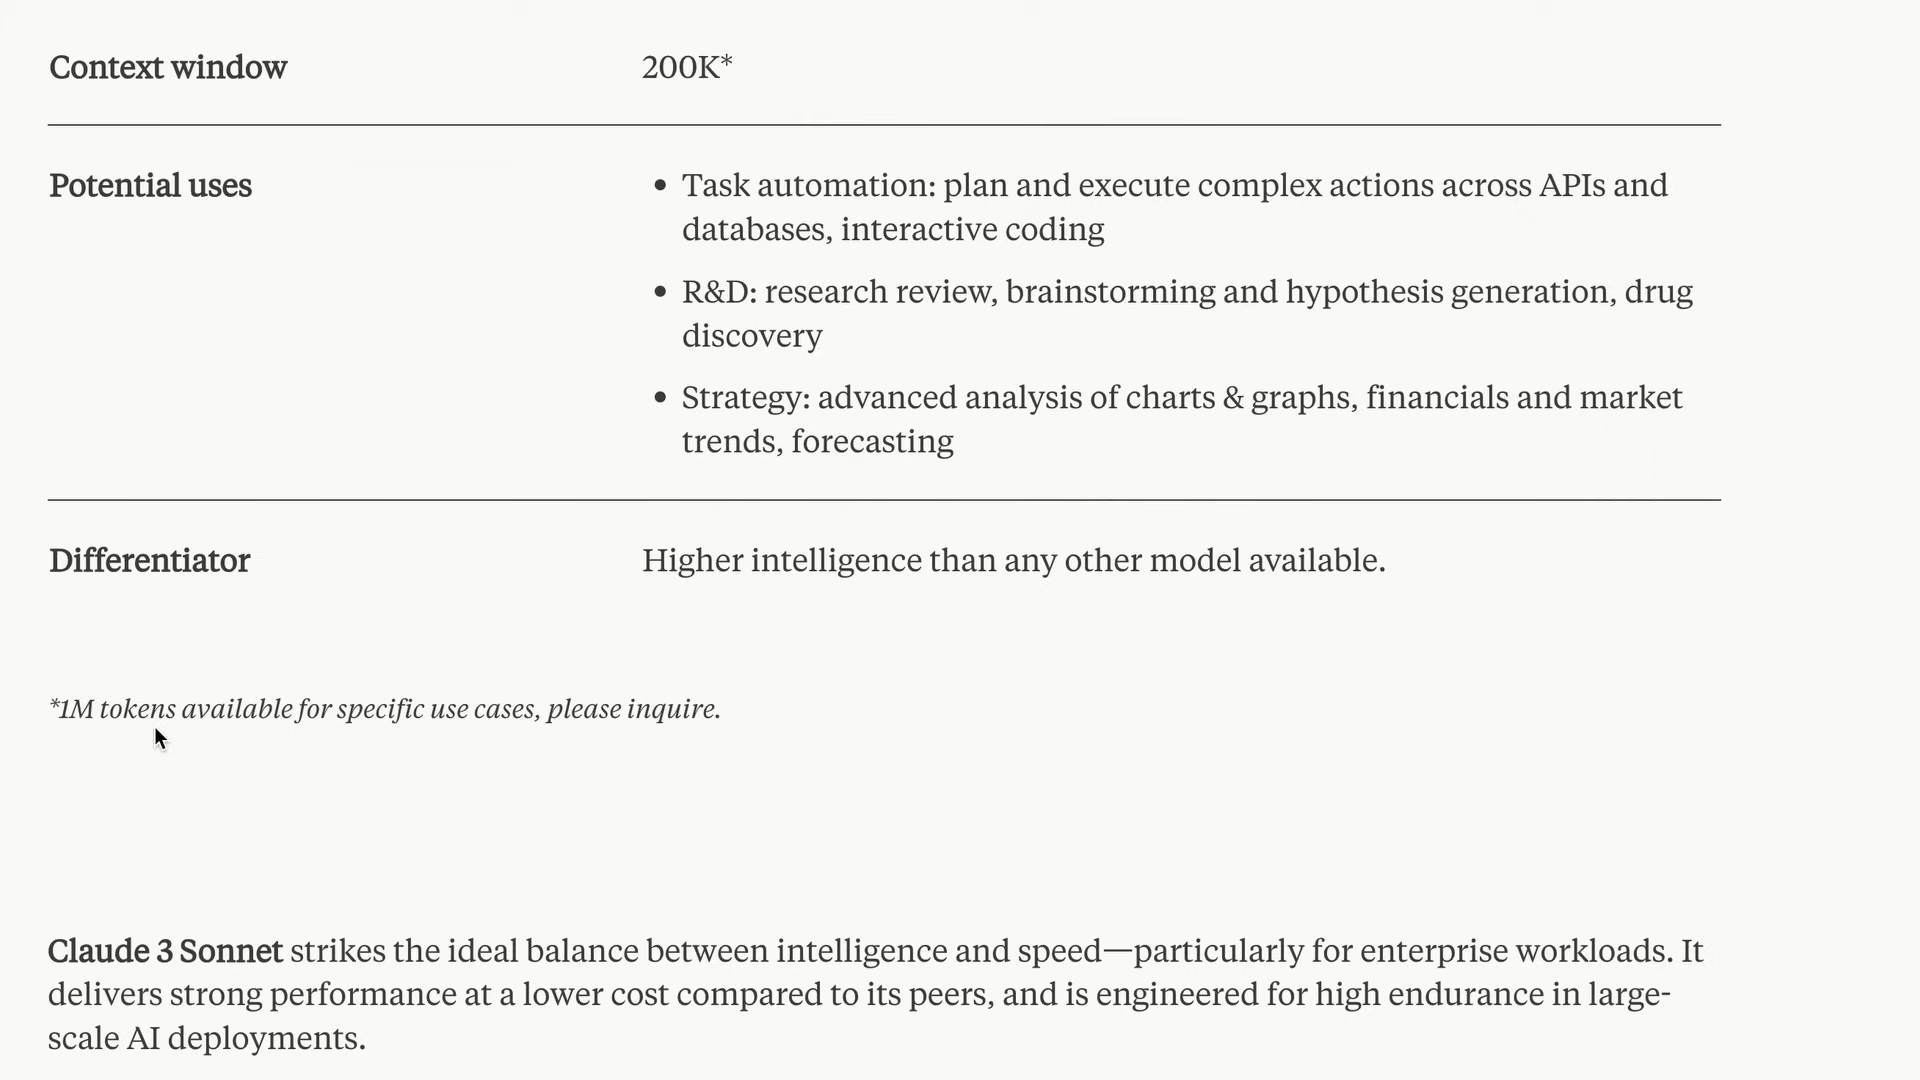 Context window
200K*
Potential uses
• Task automation: plan and execute complex actions across APIs and
databases, interactive coding
• R&D: research review, brainstorming and hypothesis generation, drug
discovery
• Strategy: advanced analysis of charts & graphs, financials and market
trends, forecasting
Differentiator
Higher intelligence than any other model available.
*1M tokens available for specific use cases, please inquire.
Claude 3 Sonnet strikes the ideal balance between intelligence and speed—particularly for enterprise workloads. It
delivers strong performance at a lower cost compared to its peers, and is engineered for high endurance in large-
scale AI deployments.